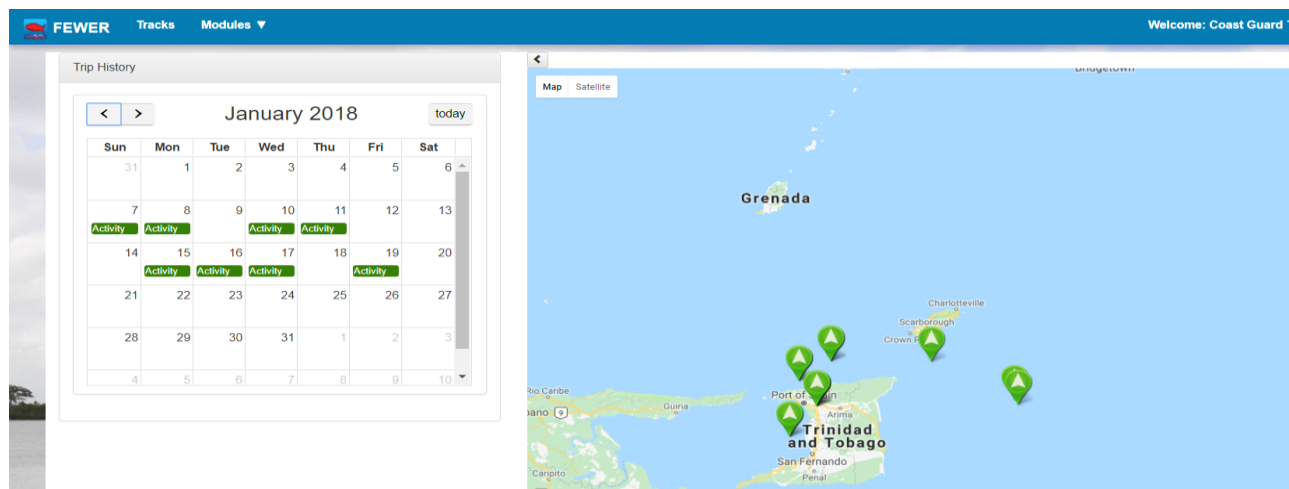 FEWER Tracks Modules ▼ Welcome: Coast Guard
Trip History
< > January 2018 today
Sun Mon Tue Wed Thu Fri Sat
31 1 2 3 4 5 6
7 8 9 10 11 12 13
Activity Activity Activity Activity
14 15 16 17 18 19 20
Activity Activity Activity Activity
21 22 23 24 25 26 27
28 29 30 31 1 2 3
4 5 6 7 8 9 10
<
Bridgetown
Map Satellite
Grenada
Charlotteville
Scarborough
Crown
Rio Caribe
Port of
Guiria
9
Arima
Trinidad
and Tobago
San Fernando
Caripito
Penal